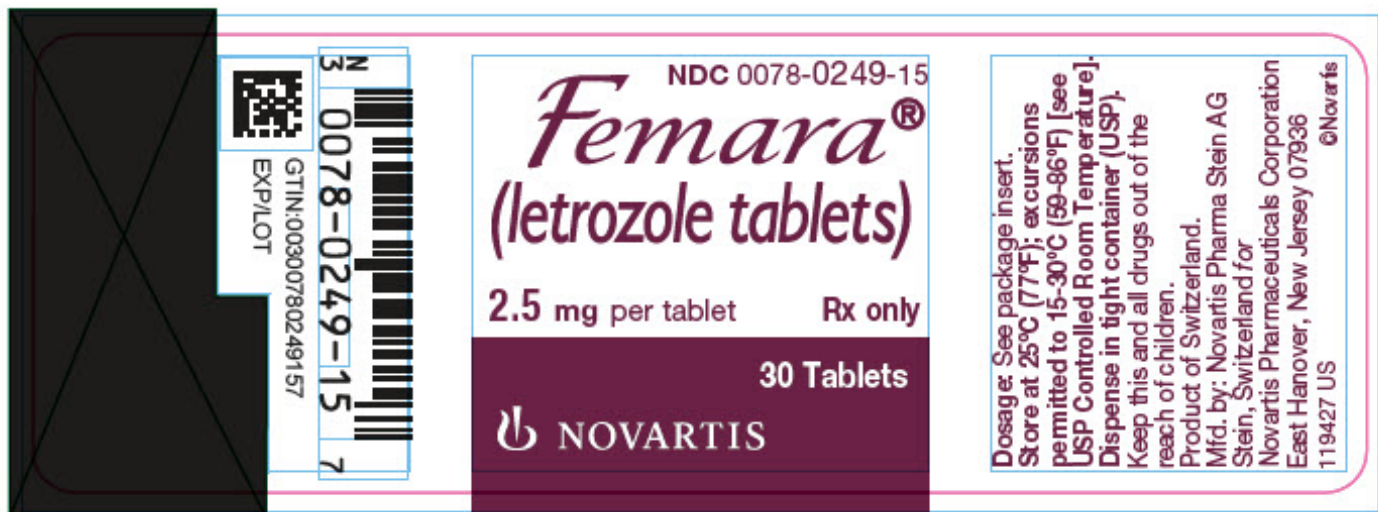 N
3 0078-0249-15 7
GTIN:00300780249157
EXP/LOT
NDC 0078-0249-15
Femara®
(letrozole tablets)
2.5 mg per tablet Rx only
30 Tablets
NOVARTIS
Dosage: See package insert.
Store at 25ºC (77ºF); excursions
permitted to 15-30ºC (59-86ºF) [see
USP Controlled Room Temperature].
Dispense in tight container (USP).
Keep this and all drugs out of the
reach of children.
Product of Switzerland.
Mfd. by: Novartis Pharma Stein AG
Stein, Switzerland for
Novartis Pharmaceuticals Corporation
East Hanover, New Jersey 07936
119427 US ©Novartis